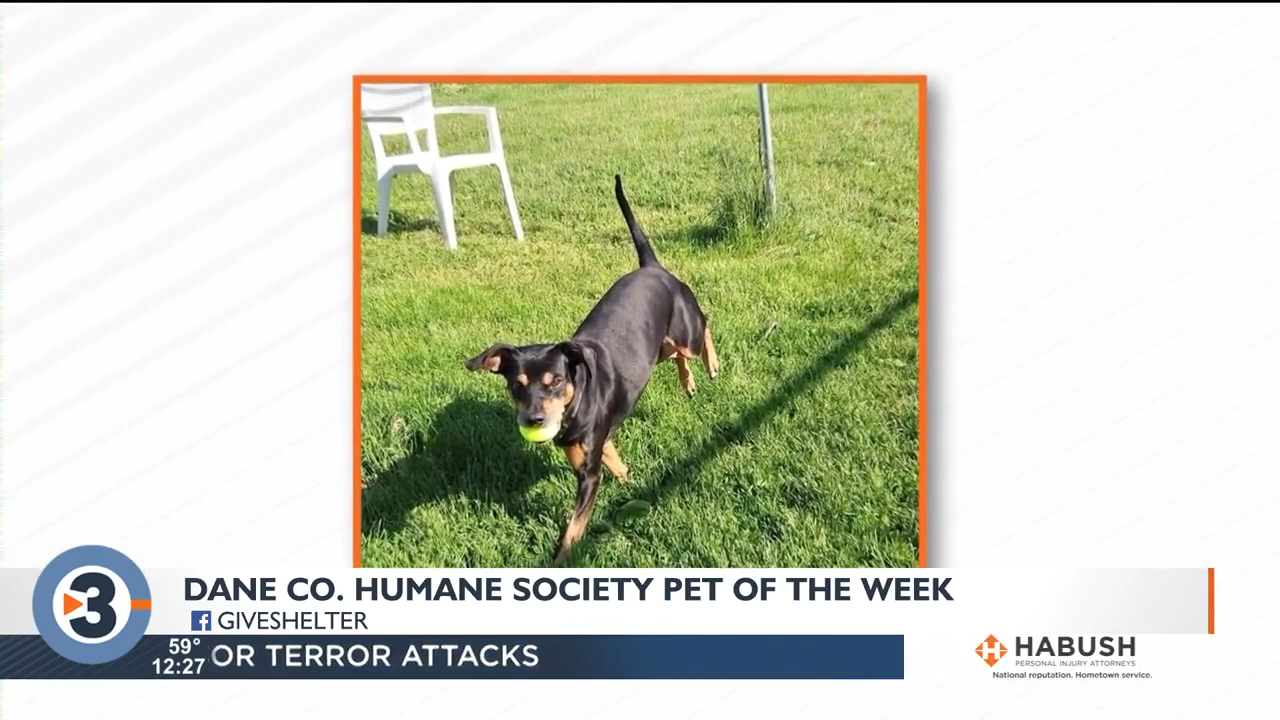 DANE CO. HUMANE SOCIETY PET OF THE WEEK
GIVESHELTER
3
59°
12:27
OR TERROR ATTACKS
HABUSH
PERSONAL INJURY ATTORNEYS
National reputation. Hometown service.